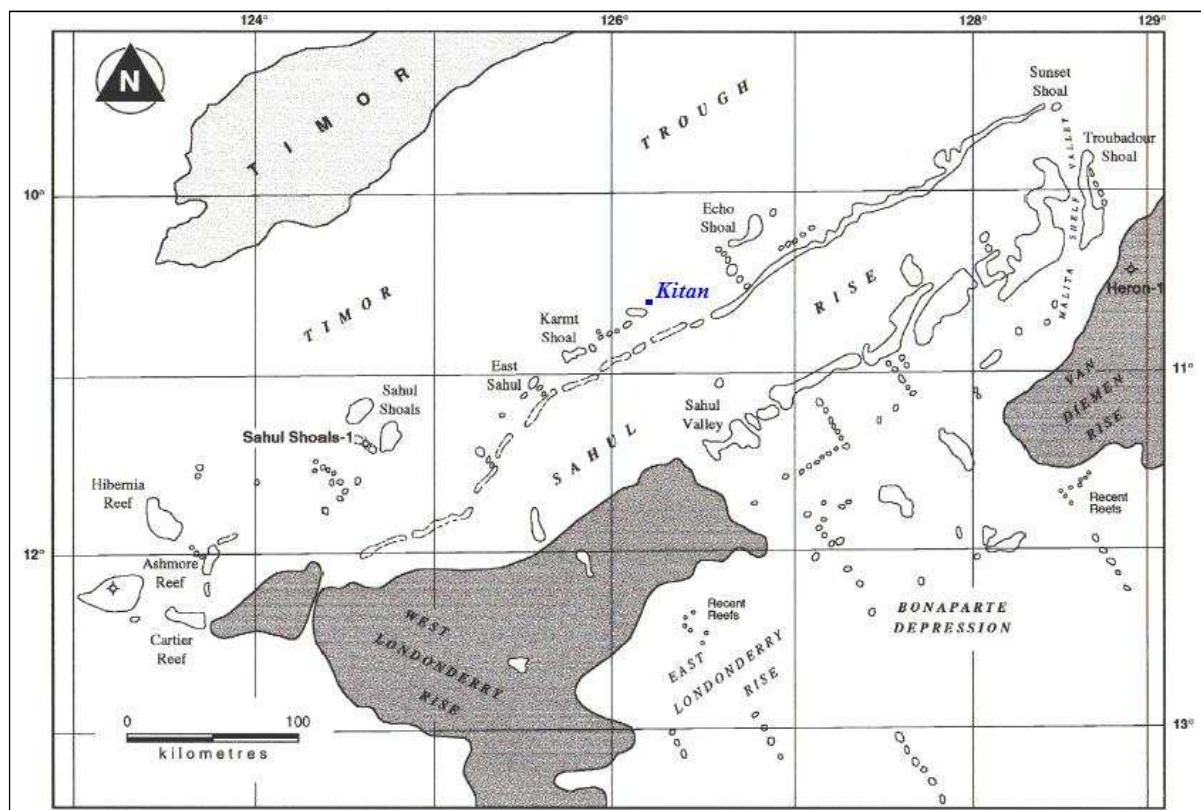 124°
126°
128°
129°
N
TIMOR
TROUGH
Sunset
Shoal
VALLEY
Troubadour
Shoal
10°
10°
Echo
Shoal
SHELF
Kitan
RISE
MALITA
Heron-1
TIMOR
Karmt
Shoal
East
Sahul
11°
Sahul
Shoals
Sahul
Valley
VAN
DIEMEN
RISE
Sahul Shoals-1
SAHUL
Hibernia
Reef
Recent
Reefs
12°
12°
Ashmore
Reef
Cartier
Reef
WEST
LONDONDERRY
RISE
Recent
Reefs
BONAPARTE
DEPRESSION
EAST
LONDONDERRY
RISE
0 100
kilometres
13°